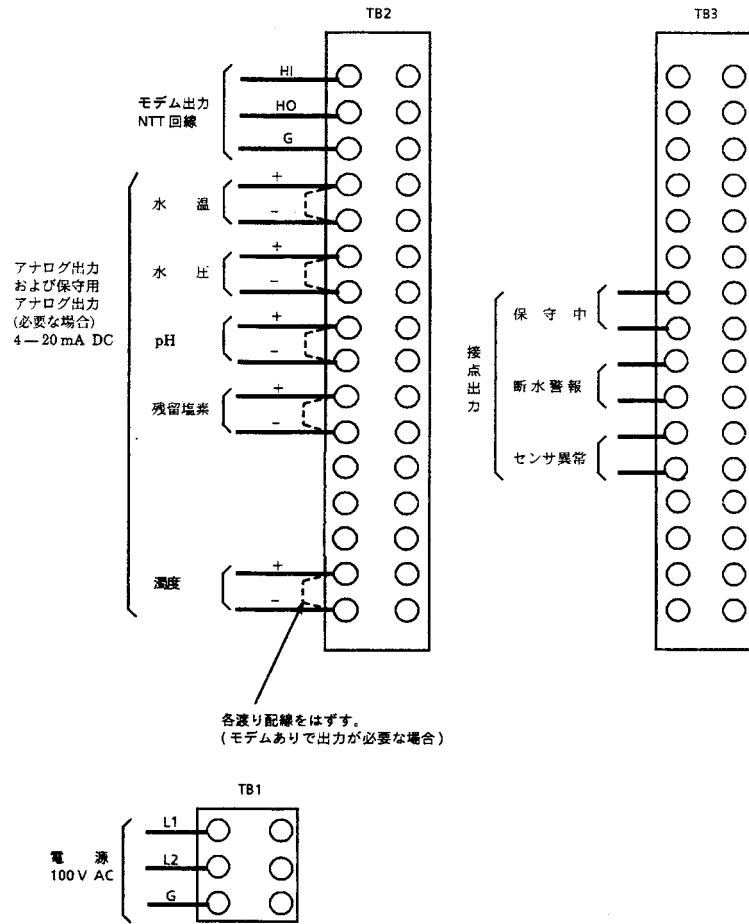 TB2
TB3
モデム出力
NTT 回線
HI
HO
G
アナログ出力
および保守用
アナログ出力
(必要な場合)
4 — 20 mA DC
水 温
+
−
水 圧
+
−
pH
+
−
残留塩素
+
−
濁度
+
−
接点出力
保 守 中
断水警報
センサ異常
各渡り配線をはずす。
(モデムありで出力が必要な場合)
TB1
電 源
100 V AC
L1
L2
G